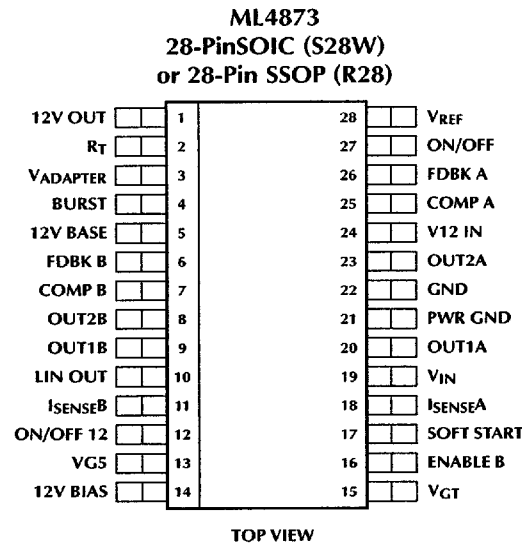 ML4873
28-PinSOIC (S28W)
or 28-Pin SSOP (R28)
12V OUT 1 28 VREF
RT 2 27 ON/OFF
VADAPTER 3 26 FDBK A
BURST 4 25 COMP A
12V BASE 5 24 V12 IN
FDBK B 6 23 OUT2A
COMP B 7 22 GND
OUT2B 8 21 PWR GND
OUT1B 9 20 OUT1A
LIN OUT 10 19 VIN
ISENSEB 11 18 ISENSEA
ON/OFF 12 12 17 SOFT START
VG5 13 16 ENABLE B
12V BIAS 14 15 VGT
TOP VIEW